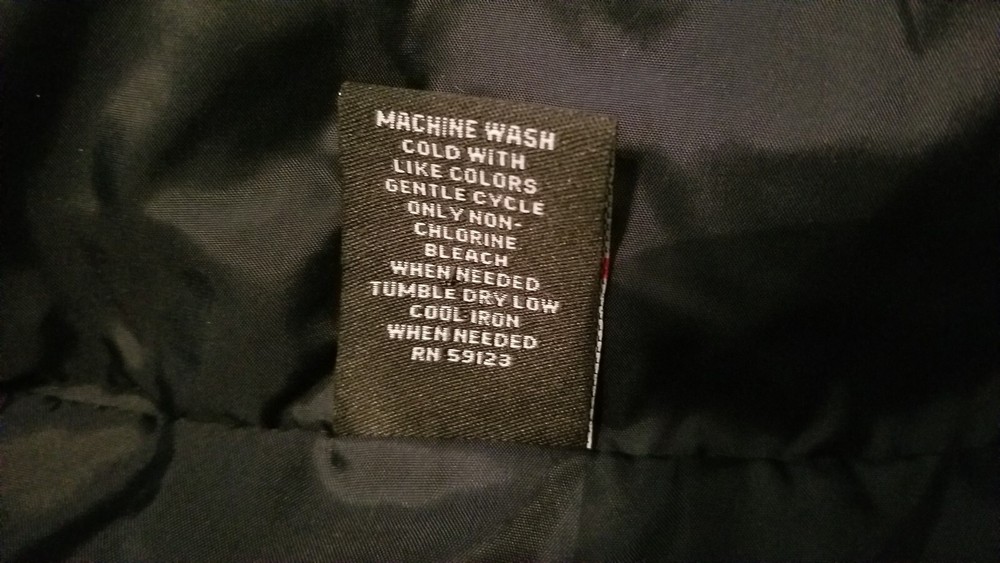 MACHINE WASH
COLD WITH
LIKE COLORS
GENTLE CYCLE
ONLY NON-
CHLORINE
BLEACH
WHEN NEEDED
TUMBLE DRY LOW
COOL IRON
WHEN NEEDED
RN 59123